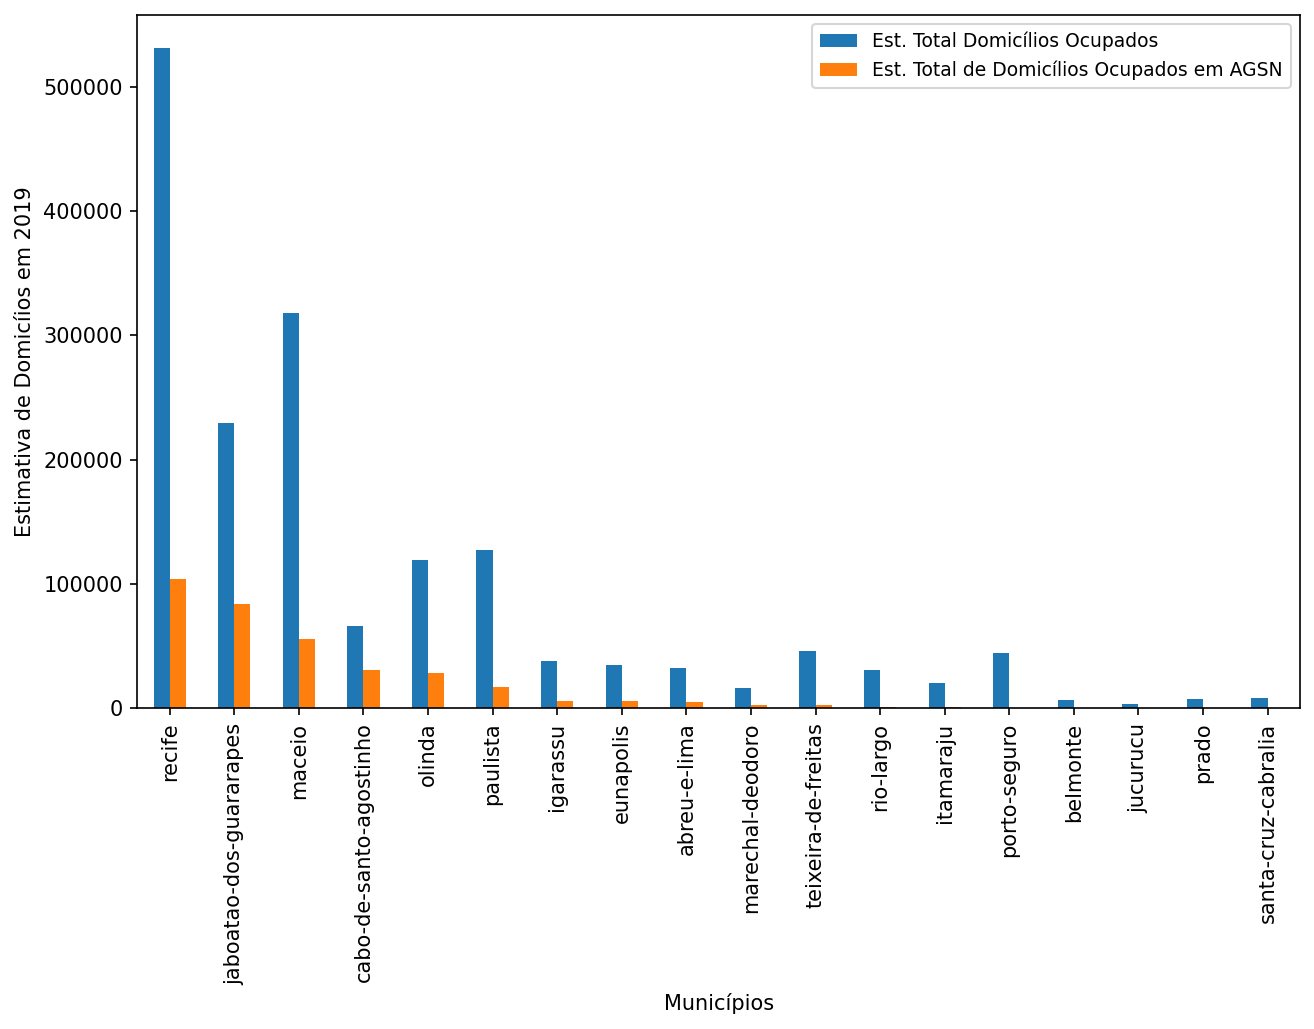 Est. Total Domicílios Ocupados
Est. Total de Domicílios Ocupados em AGSN
Estimativa de Domicíios em 2019
500000
400000
300000
200000
100000
0
recife
jaboatao-dos-guararapes
maceio
cabo-de-santo-agostinho
olinda
paulista
igarassu
eunapolis
abreu-e-lima
marechal-deodoro
teixeira-de-freitas
rio-largo
itamaraju
porto-seguro
belmonte
jucurucu
prado
santa-cruz-cabralia
Municípios